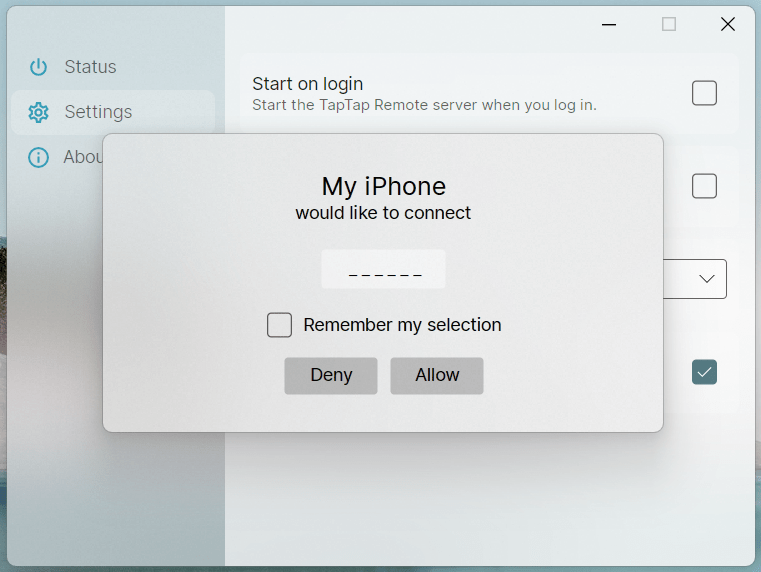 Status
Settings
Abou
Start on login
Start the TapTap Remote server when you log in.
My iPhone
would like to connect
______
Remember my selection
Deny
Allow